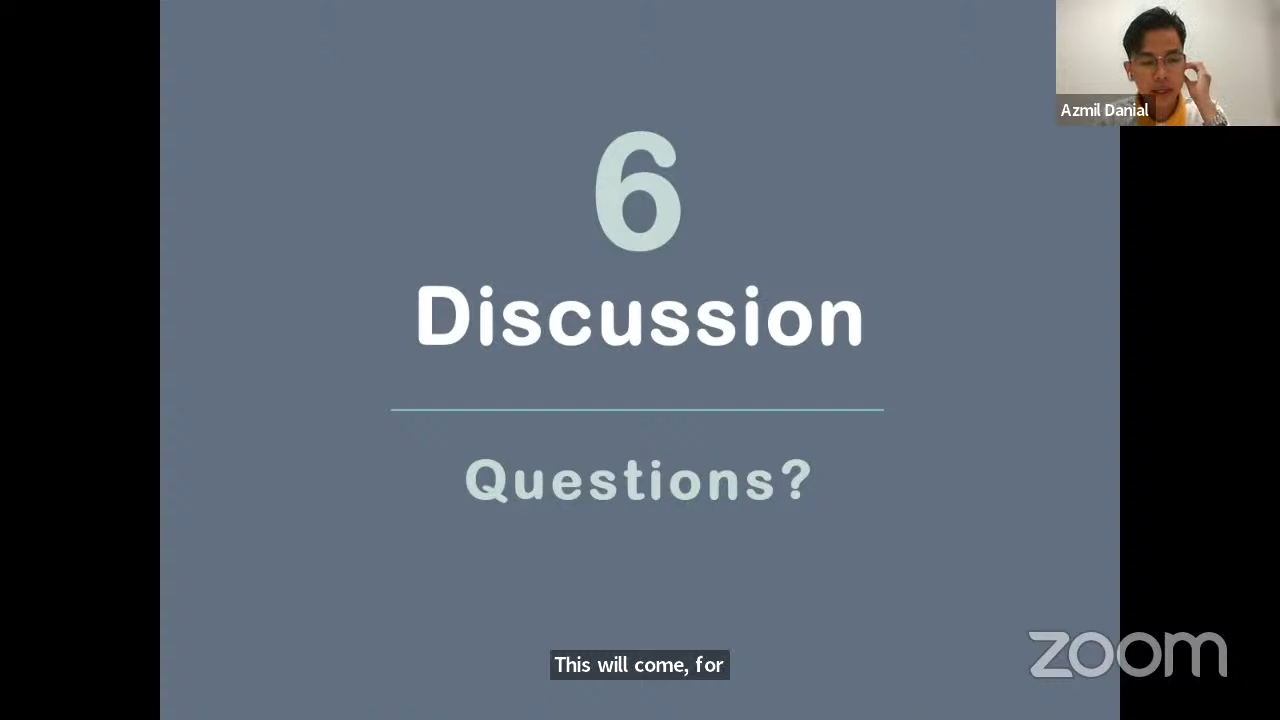 6
Discussion
Questions?
Azmil Danial
This will come, for
zoom